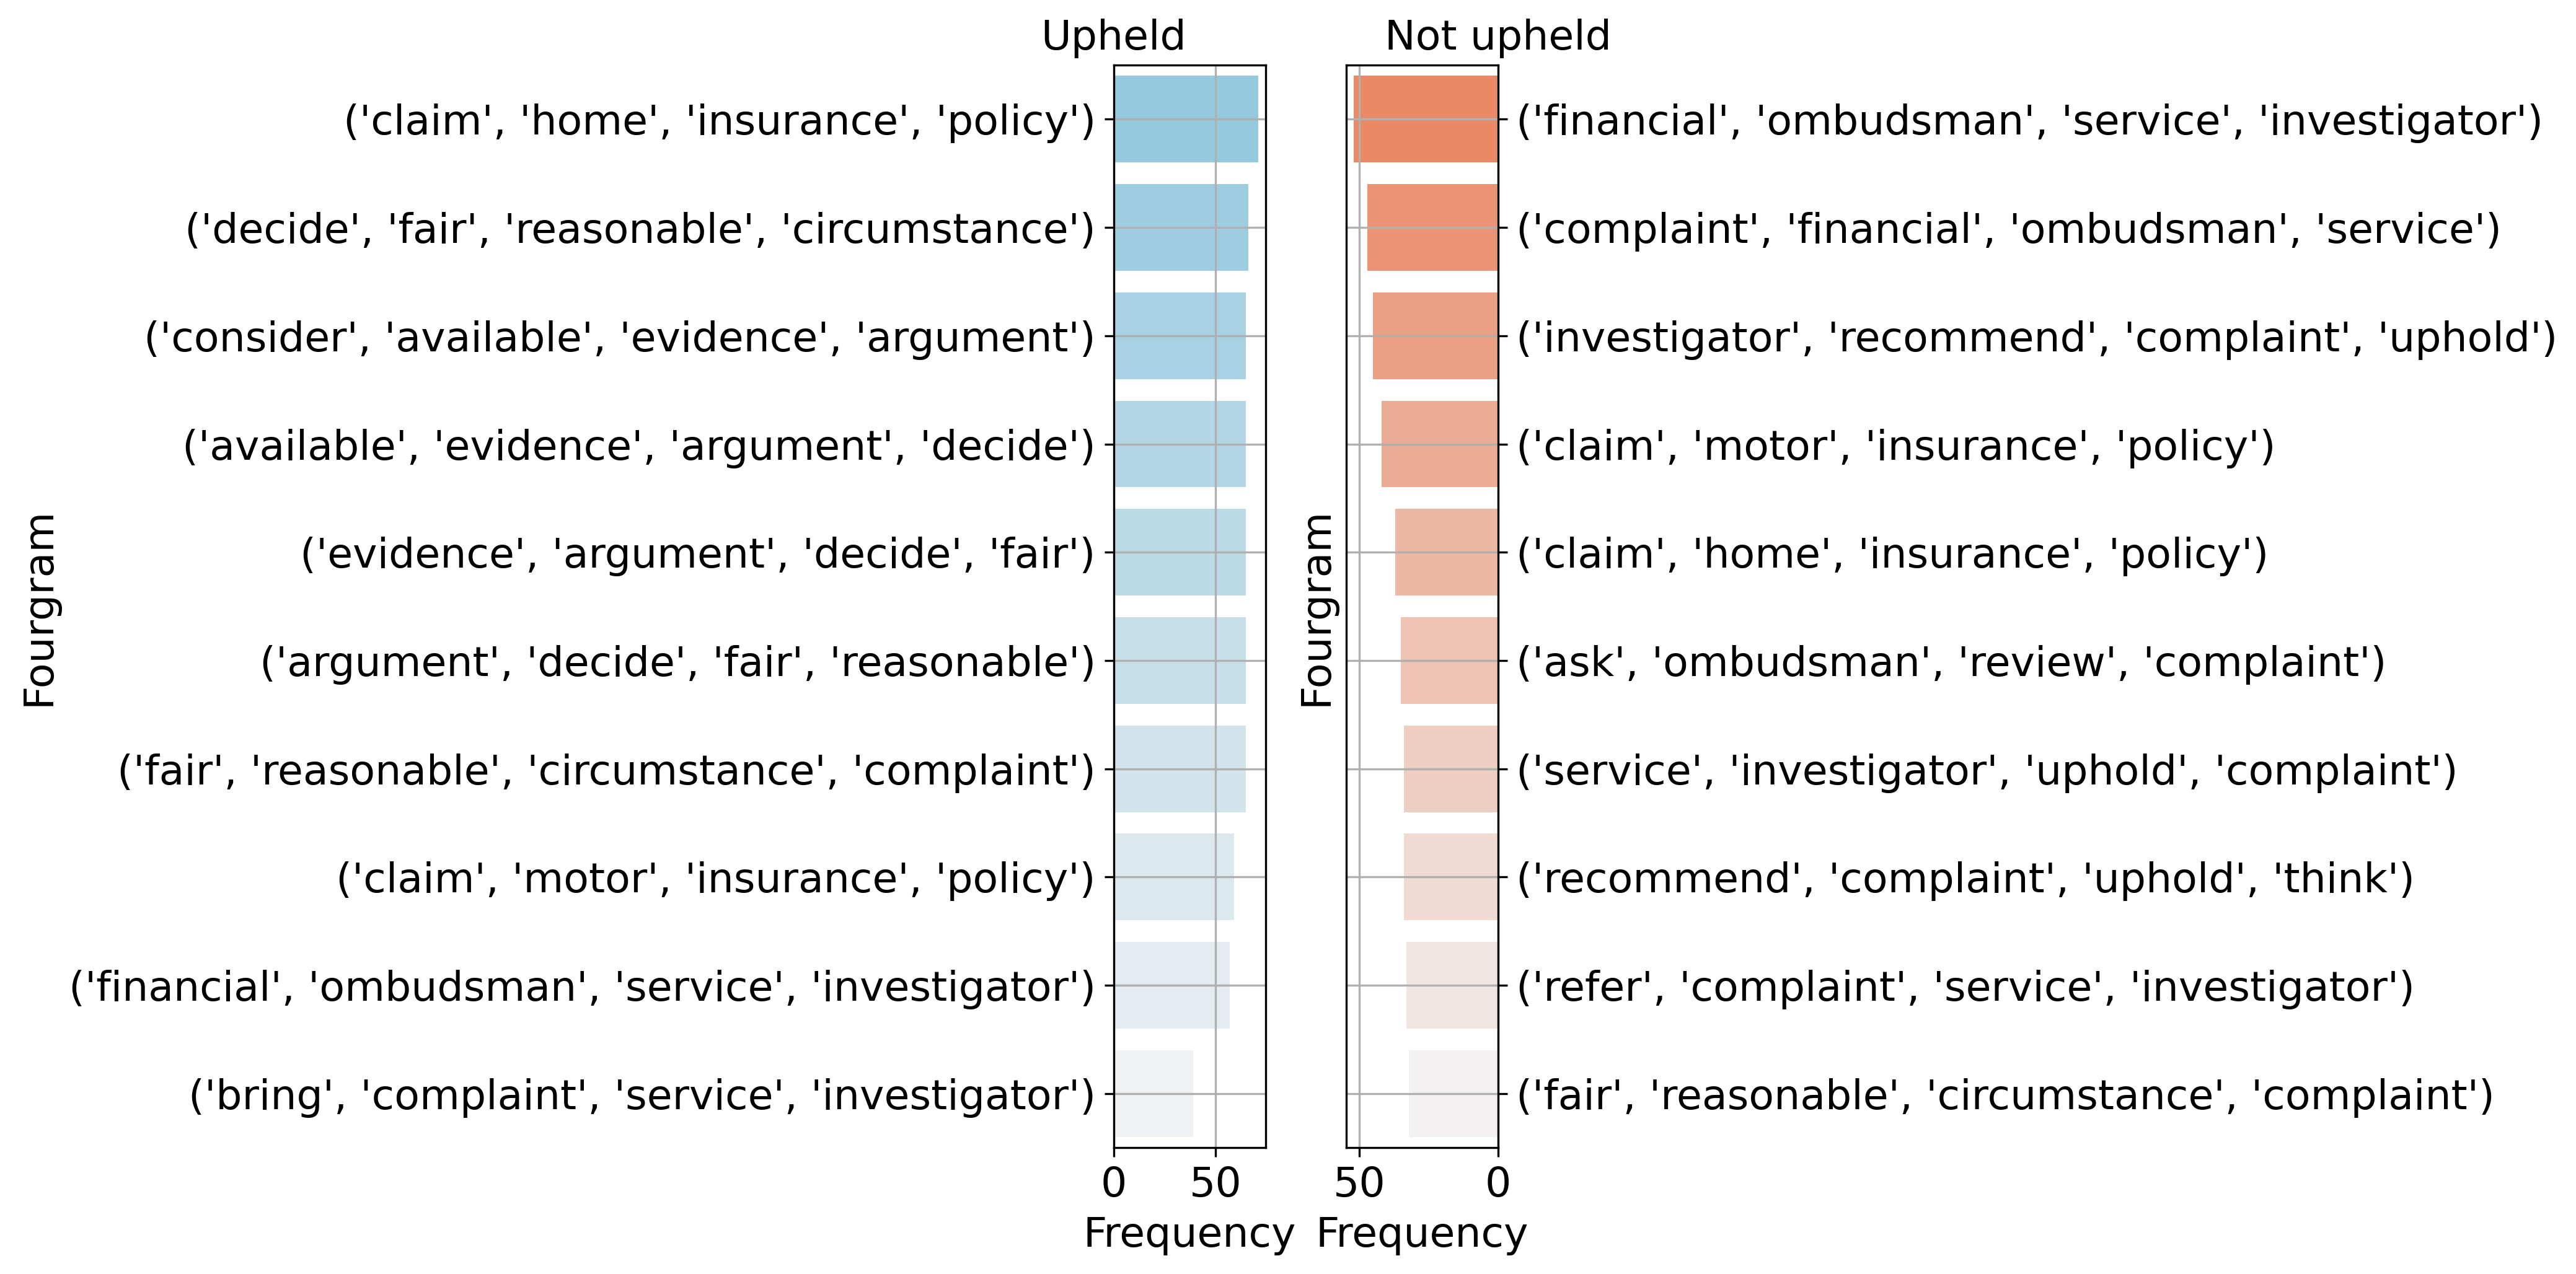 Upheld
Not upheld
('claim', 'home', 'insurance', 'policy')
('decide', 'fair', 'reasonable', 'circumstance')
('consider', 'available', 'evidence', 'argument')
('available', 'evidence', 'argument', 'decide')
('evidence', 'argument', 'decide', 'fair')
('argument', 'decide', 'fair', 'reasonable')
('fair', 'reasonable', 'circumstance', 'complaint')
('claim', 'motor', 'insurance', 'policy')
('financial', 'ombudsman', 'service', 'investigator')
('bring', 'complaint', 'service', 'investigator')
Fourgram
0 50
Frequency
('financial', 'ombudsman', 'service', 'investigator')
('complaint', 'financial', 'ombudsman', 'service')
('investigator', 'recommend', 'complaint', 'uphold')
('claim', 'motor', 'insurance', 'policy')
('claim', 'home', 'insurance', 'policy')
('ask', 'ombudsman', 'review', 'complaint')
('service', 'investigator', 'uphold', 'complaint')
('recommend', 'complaint', 'uphold', 'think')
('refer', 'complaint', 'service', 'investigator')
('fair', 'reasonable', 'circumstance', 'complaint')
Fourgram
50 0
Frequency